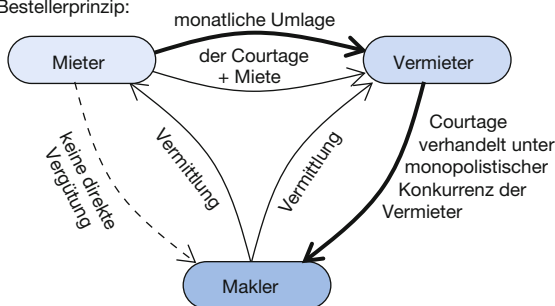 Bestellerprinzip:
monatliche Umlage
Mieter
der Courtage
+ Miete
Vermieter
keine direkte
Vergütung
Vermittlung
Vermittlung
Courtage
verhandelt unter
monopolistischer
Konkurrenz der
Vermieter
Makler